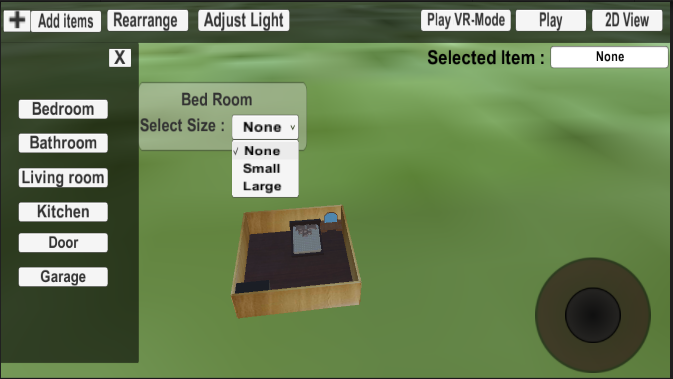 + Add items Rearrange Adjust Light Play VR-Mode Play 2D View
X Selected Item : None
Bedroom
Bathroom
Living room
Kitchen
Door
Garage
Bed Room
Select Size : None ˅
✓ None
Small
Large